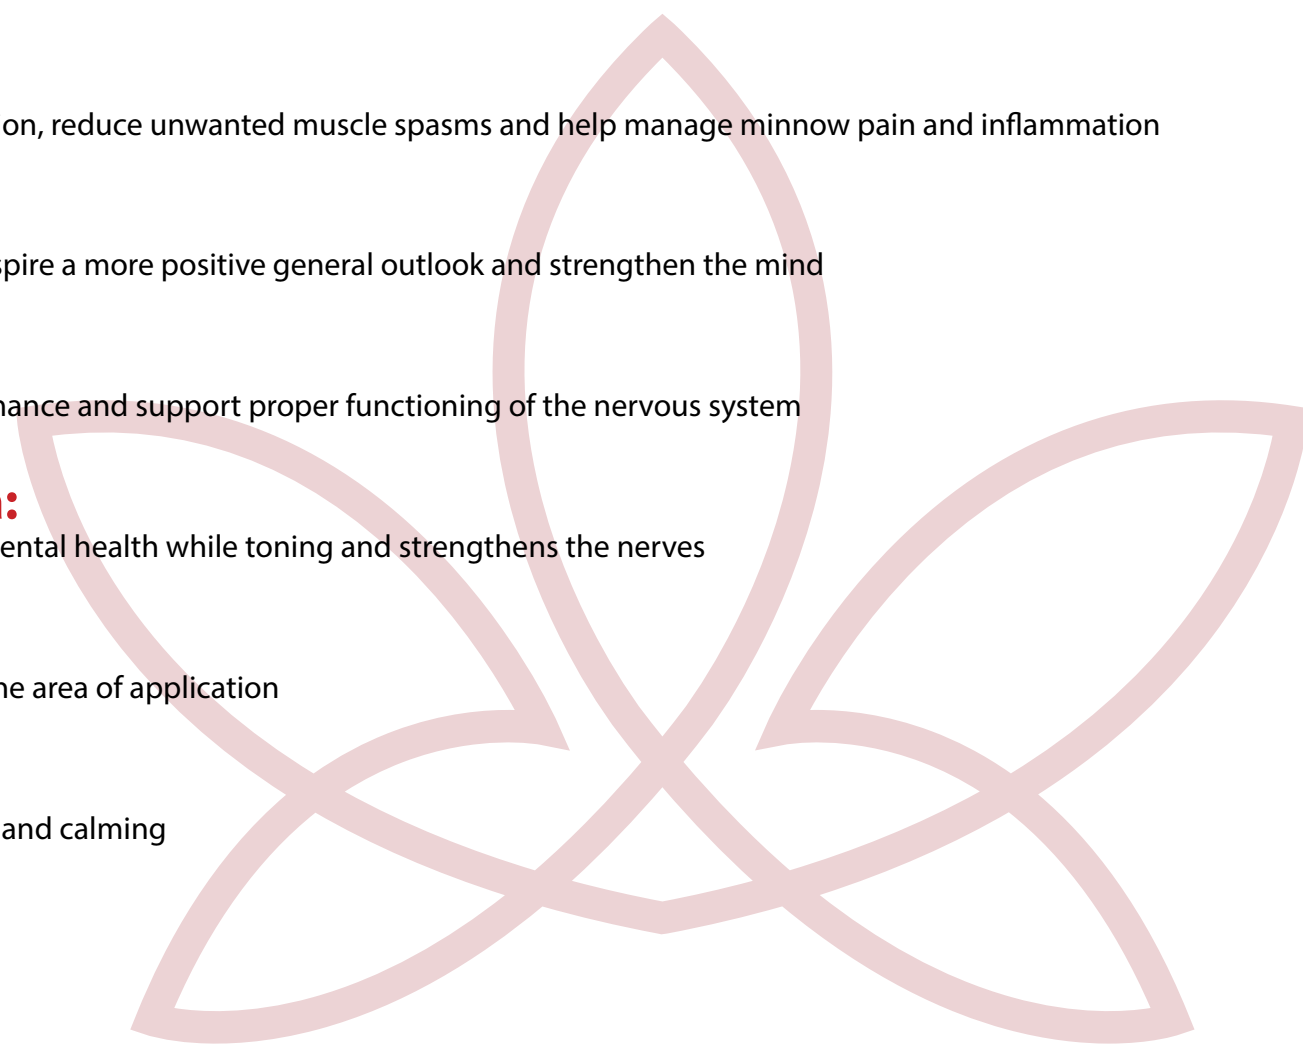 on, reduce unwanted muscle spasms and help manage minnow pain and inflammation
spire a more positive general outlook and strengthen the mind
nance and support proper functioning of the nervous system
:
ental health while toning and strengthens the nerves
he area of application
and calming